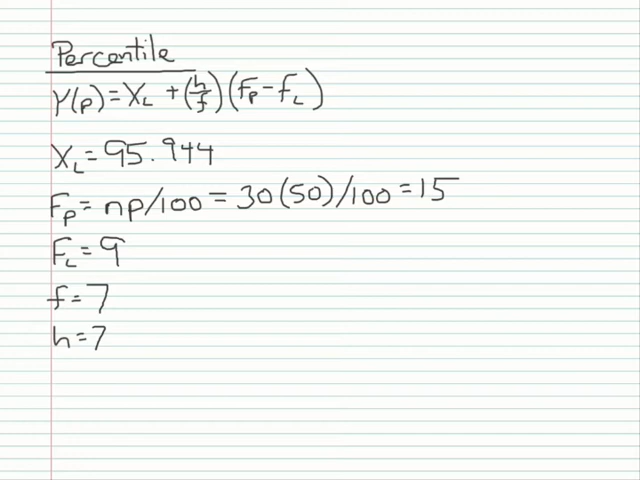 Percentile
Y(p) = X_L + (h/f)(F_p - f_L)
X_L = 95.944
F_p = np/100 = 30(50)/100 = 15
F_L = 9
f = 7
h = 7